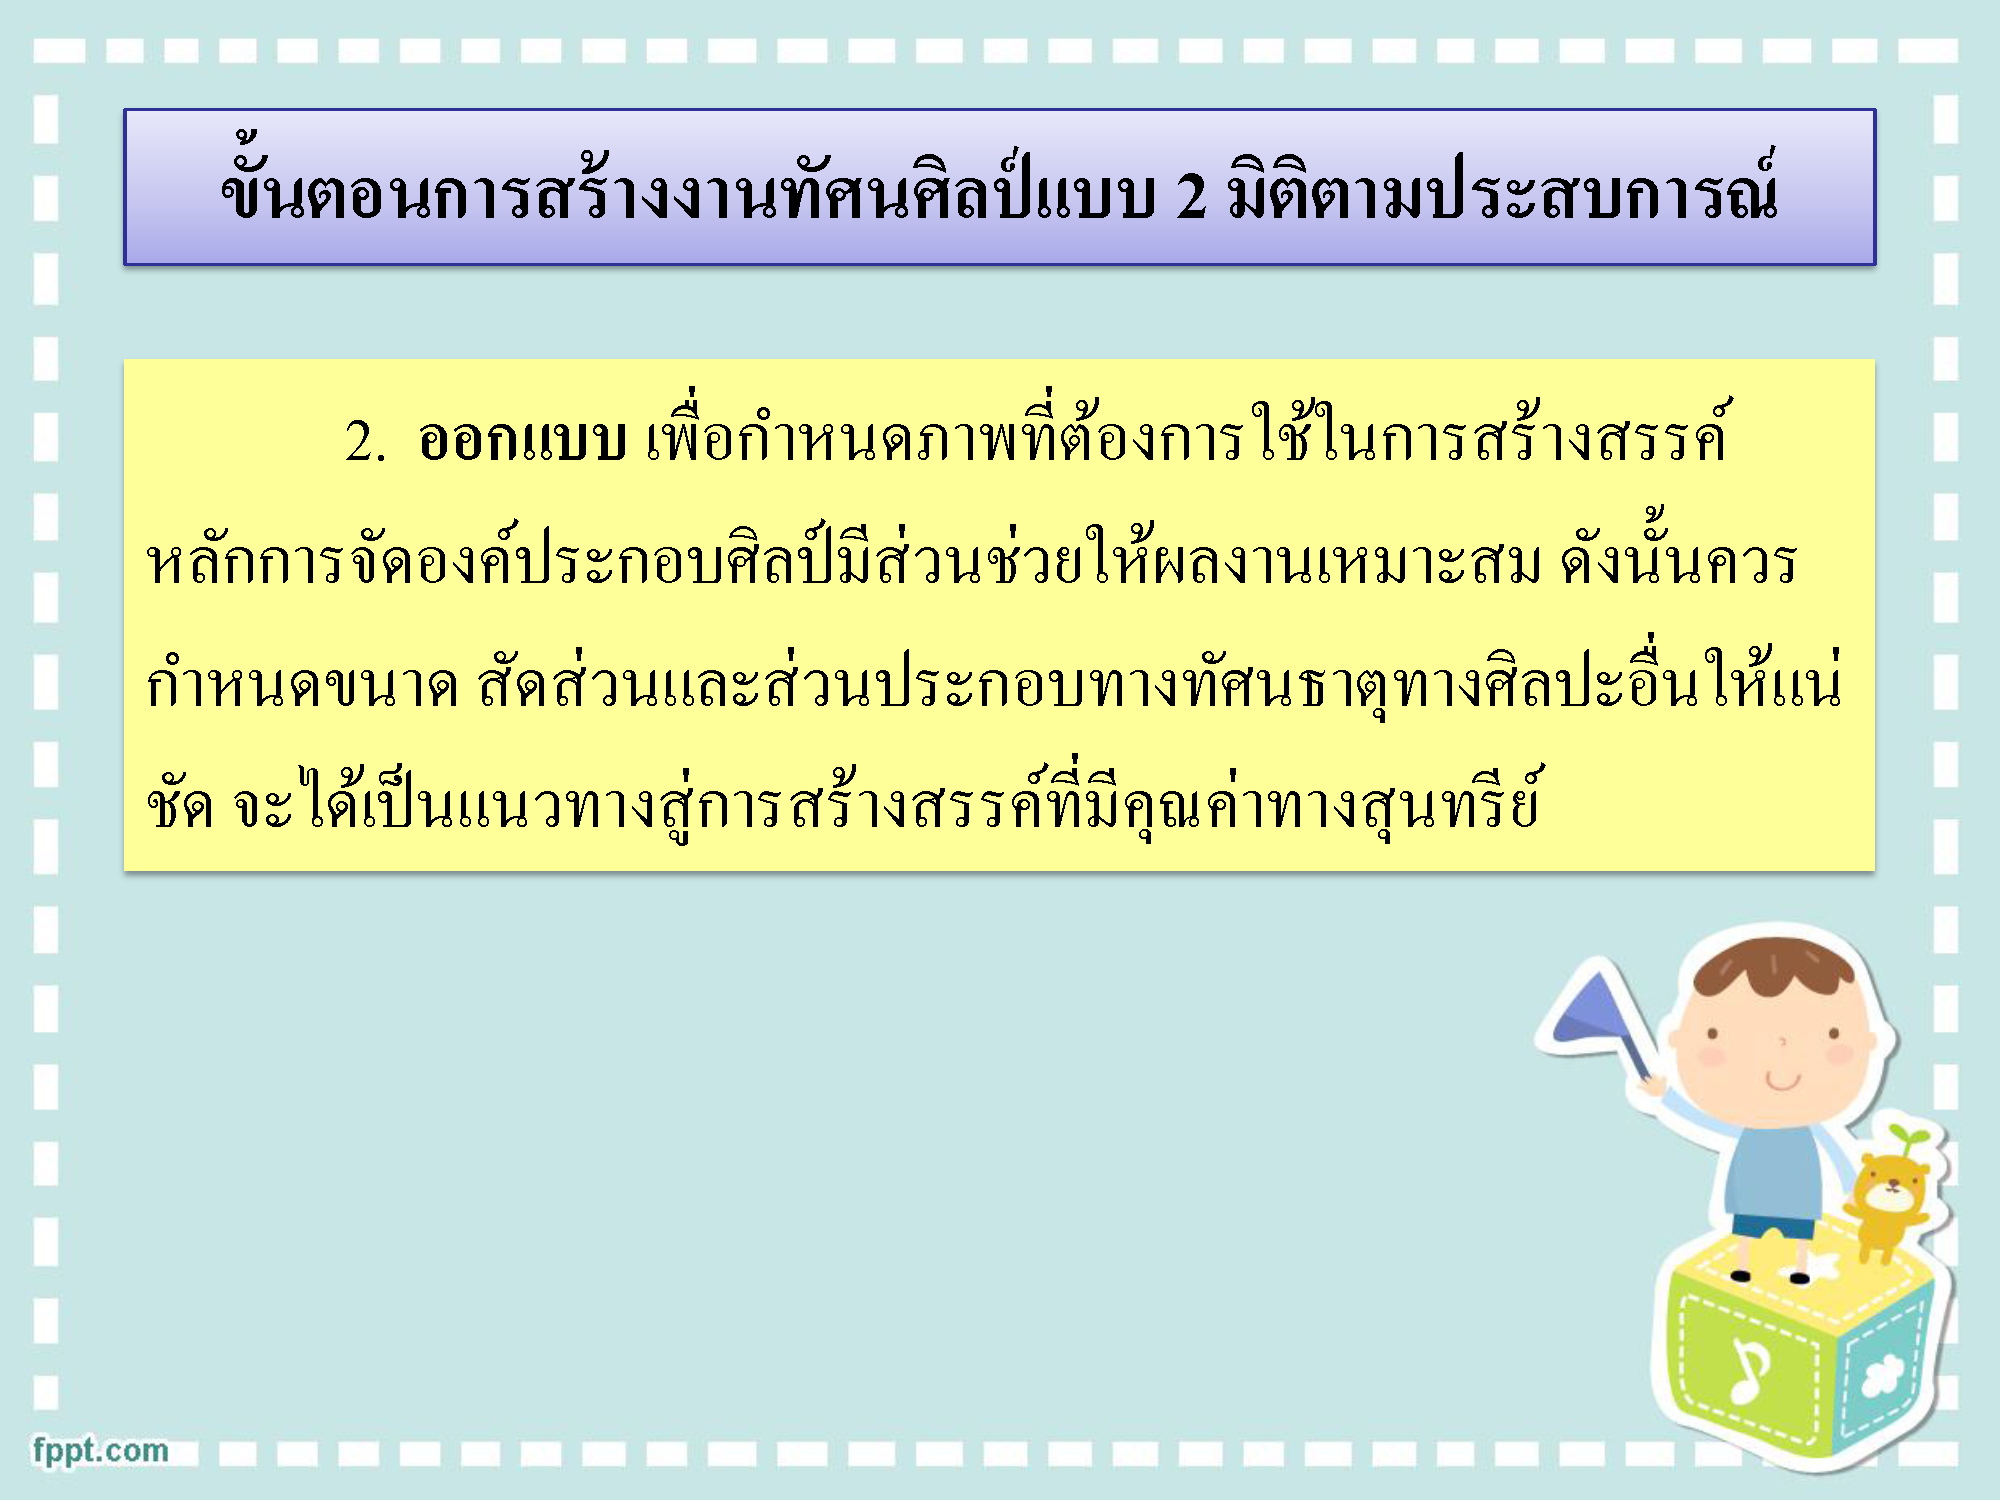 ขั้นตอนการสร้างงานทัศนศิลป์แบบ 2 มิติตามประสบการณ์
2. ออกแบบ เพื่อกำหนดภาพที่ต้องการใช้ในการสร้างสรรค์
หลักการจัดองค์ประกอบศิลป์มีส่วนช่วยให้ผลงานเหมาะสม ดังนั้นควร
กำหนดขนาด สัดส่วนและส่วนประกอบทางทัศนธาตุทางศิลปะอื่นให้แน่
ชัด จะได้เป็นแนวทางสู่การสร้างสรรค์ที่มีคุณค่าทางสุนทรีย์
fppt.com